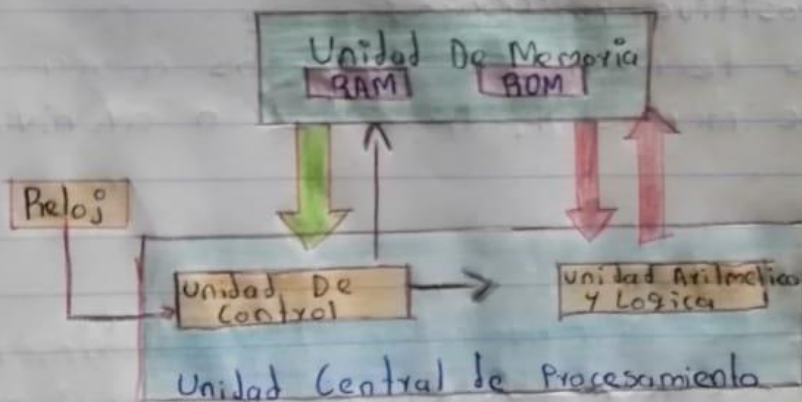 Unidad De Memoria
RAM
ROM
Reloj
Unidad De
Control
Unidad Aritmetica
y Logica
Unidad Central de Procesamiento